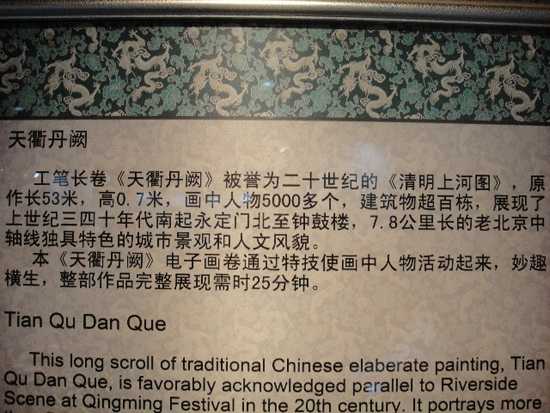 天衢丹阙
工笔长卷《天衢丹阙》被誉为二十世纪的《清明上河图》，原
作长53米，高0.7米，画中人物5000多个，建筑物超百栋，展现了
上世纪三四十年代南起永定门北至钟鼓楼，7.8公里长的老北京中
轴线独具特色的城市景观和人文风貌。
本《天衢丹阙》电子画卷通过特技使画中人物活动起来，妙趣
横生，整部作品完整展现需时25分钟。
Tian Qu Dan Que
This long scroll of traditional Chinese elaberate painting, Tian
Qu Dan Que, is favorably acknowledged parallel to Riverside
Scene at Qingming Festival in the 20th century. It portrays more